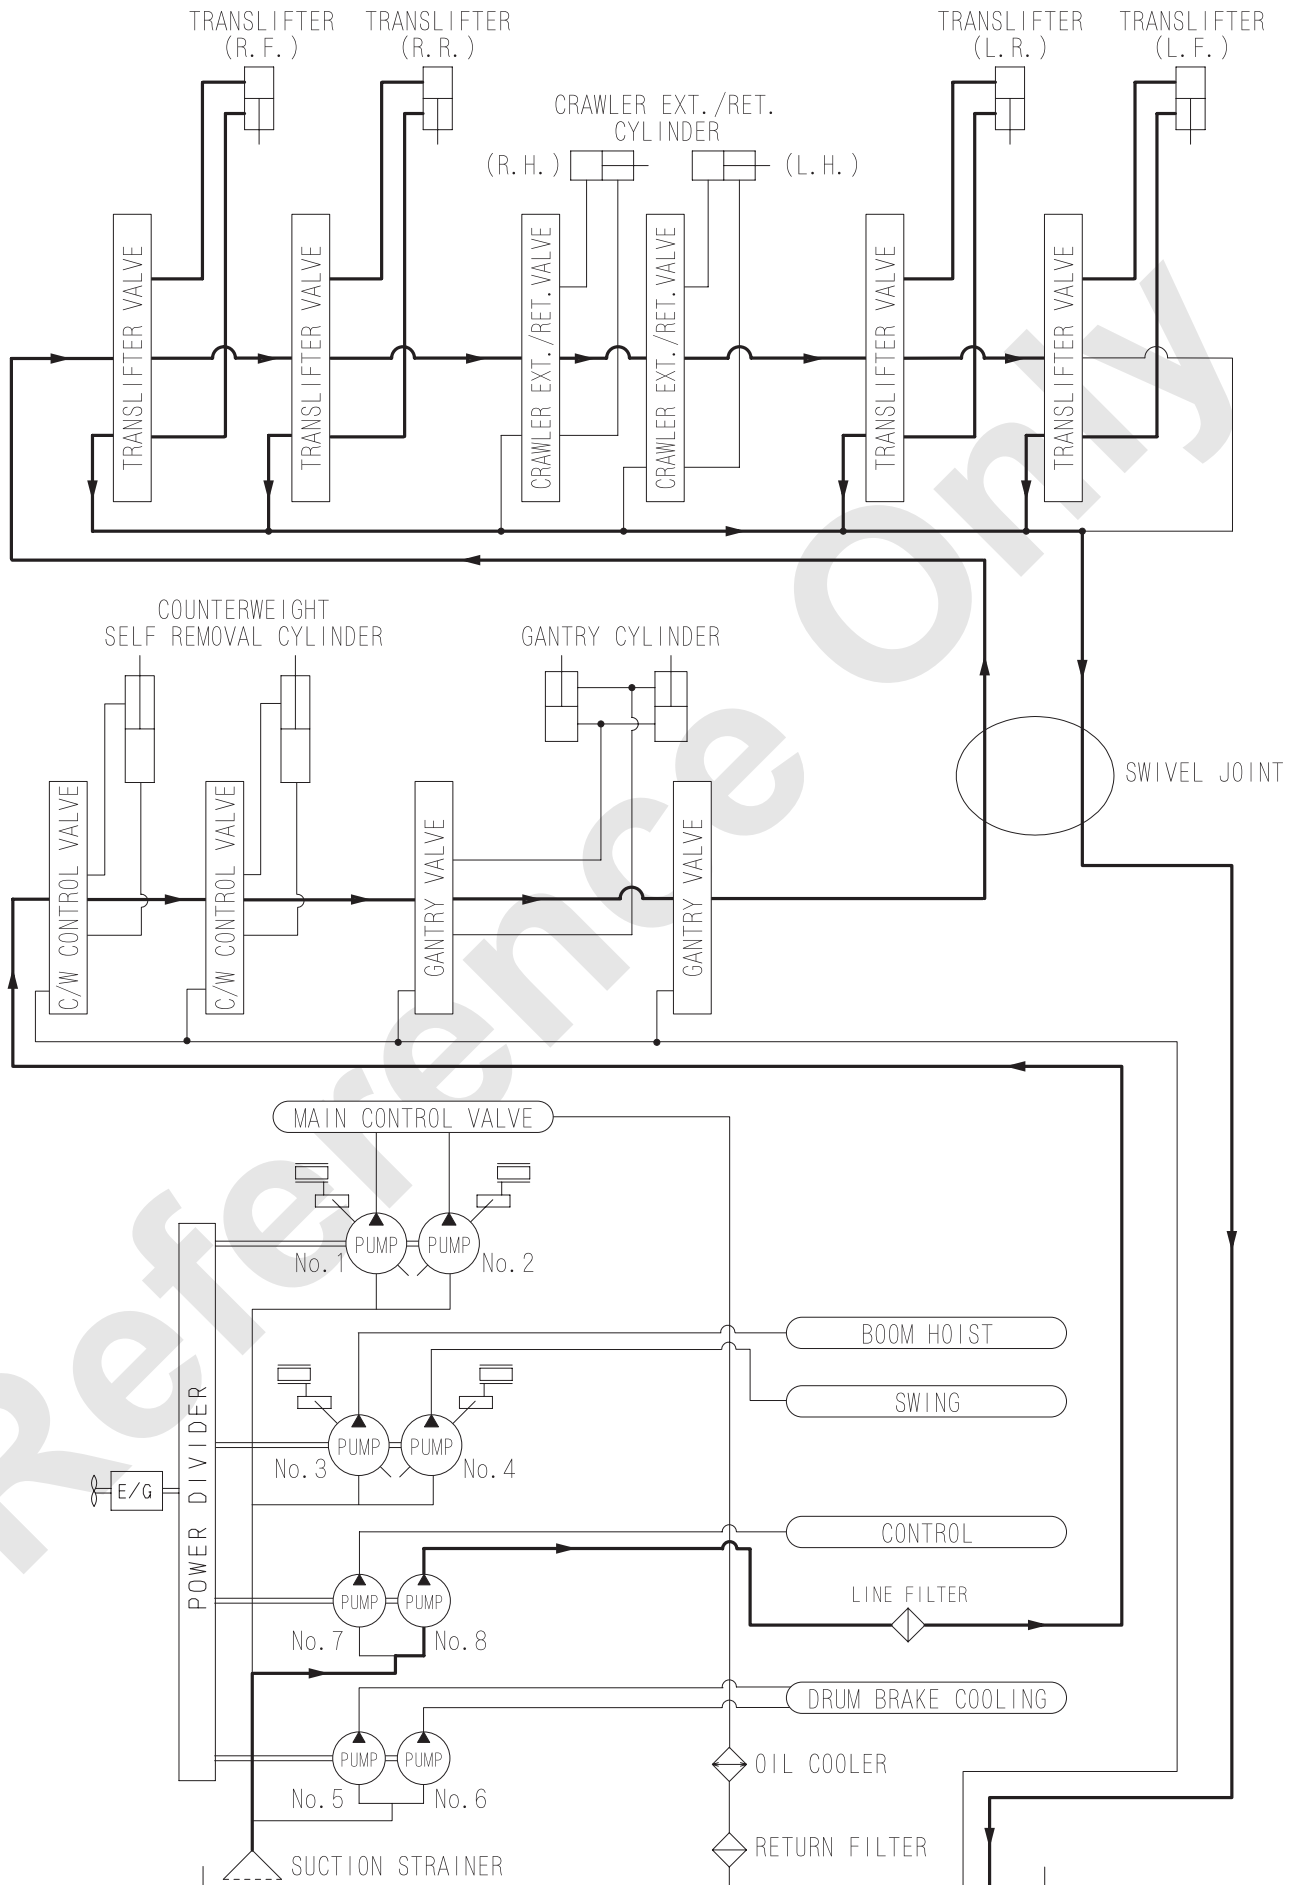 TRANSLIFTER
(R.F.)
TRANSLIFTER
(R.R.)
TRANSLIFTER
(L.R.)
TRANSLIFTER
(L.F.)
CRAWLER EXT./RET.
CYLINDER
(R.H.)
(L.H.)
TRANSLIFTER VALVE
TRANSLIFTER VALVE
CRAWLER EXT./RET. VALVE
CRAWLER EXT./RET. VALVE
TRANSLIFTER VALVE
TRANSLIFTER VALVE
COUNTERWEIGHT
SELF REMOVAL CYLINDER
GANTRY CYLINDER
SWIVEL JOINT
C/W CONTROL VALVE
C/W CONTROL VALVE
GANTRY VALVE
GANTRY VALVE
MAIN CONTROL VALVE
PUMP
PUMP
No. 1
No. 2
BOOM HOIST
SWING
POWER DIVIDER
PUMP
PUMP
No. 3
No. 4
E/G
CONTROL
LINE FILTER
PUMP
PUMP
No. 7
No. 8
DRUM BRAKE COOLING
PUMP
PUMP
OIL COOLER
No. 5
No. 6
RETURN FILTER
SUCTION STRAINER
Reference Only